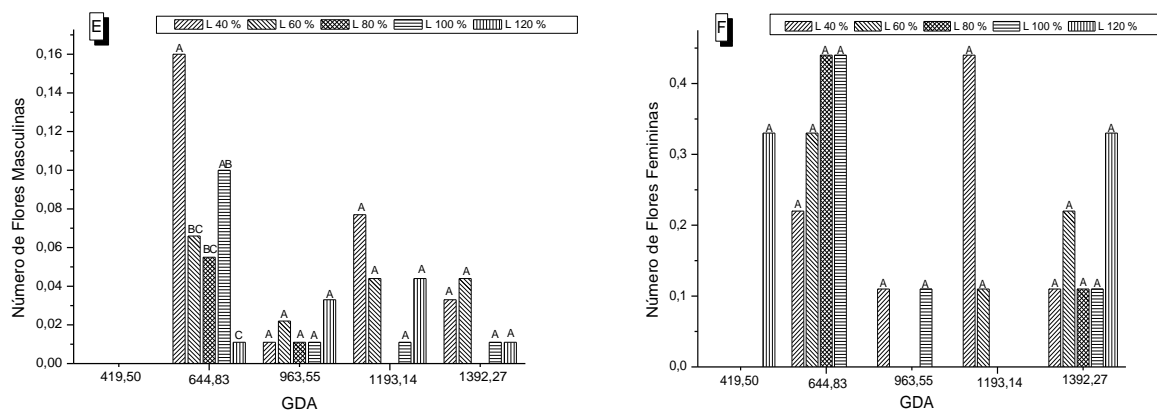 E
L 40 % L 60 % L 80 % L 100 % L 120 %
0,16
0,14
0,12
0,10
0,08
0,06
0,04
0,02
0,00
Número de Flores Masculinas
A
BC
BC
AB
C
A
A
A
A
A
A
A
A
A
A
A
A
A
419,50 644,83 963,55 1193,14 1392,27
GDA
F
L 40 % L 60 % L 80 % L 100 % L 120 %
0,4
0,3
0,2
0,1
0,0
Número de Flores Femininas
A
A
A
A
A
A
A
A
A
A
A
A
A
A
419,50 644,83 963,55 1193,14 1392,27
GDA